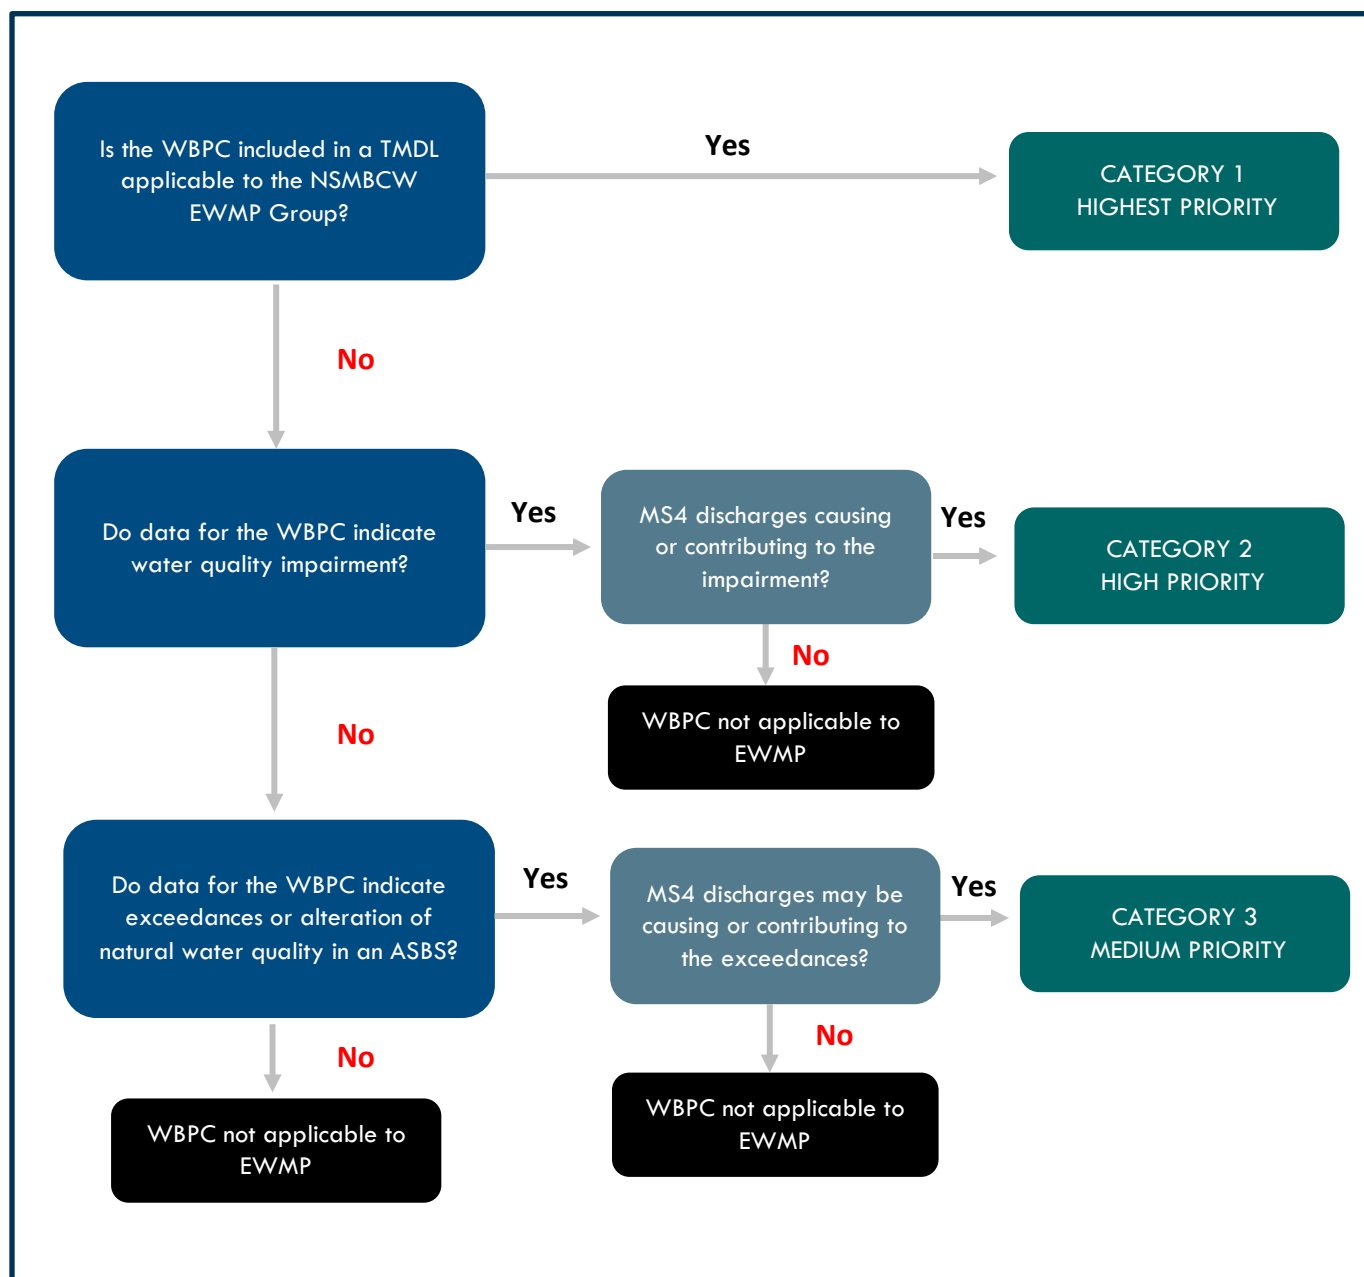 Is the WBPC included in a TMDL
applicable to the NSMBCW
EWMP Group?
Yes
CATEGORY 1
HIGHEST PRIORITY
No
Do data for the WBPC indicate
water quality impairment?
Yes
MS4 discharges causing
or contributing to the
impairment?
Yes
CATEGORY 2
HIGH PRIORITY
No
WBPC not applicable to
EWMP
No
Do data for the WBPC indicate
exceedances or alteration of
natural water quality in an ASBS?
Yes
MS4 discharges may be
causing or contributing to
the exceedances?
Yes
CATEGORY 3
MEDIUM PRIORITY
No
WBPC not applicable to
EWMP
No
WBPC not applicable to
EWMP